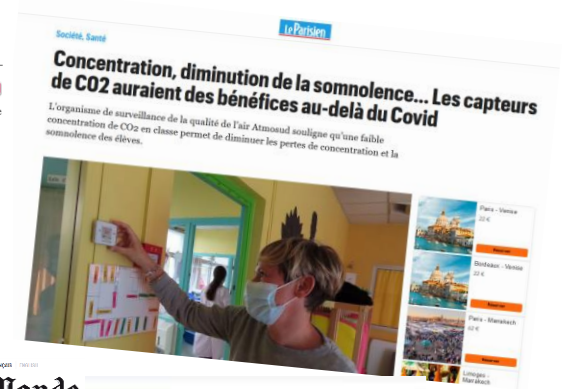 Le Parisien
Société, Santé
Concentration, diminution de la somnolence... Les capteurs
de CO2 auraient des bénéfices au-delà du Covid
L'organisme de surveillance de la qualité de l'air Atmosud souligne qu'une faible
concentration de CO2 en classe permet de diminuer les pertes de concentration et la
somnolence des élèves.
Paris - Venise
22 €
Bordeaux - Venise
22 €
Paris - Marrakech
Limoges -
Monde